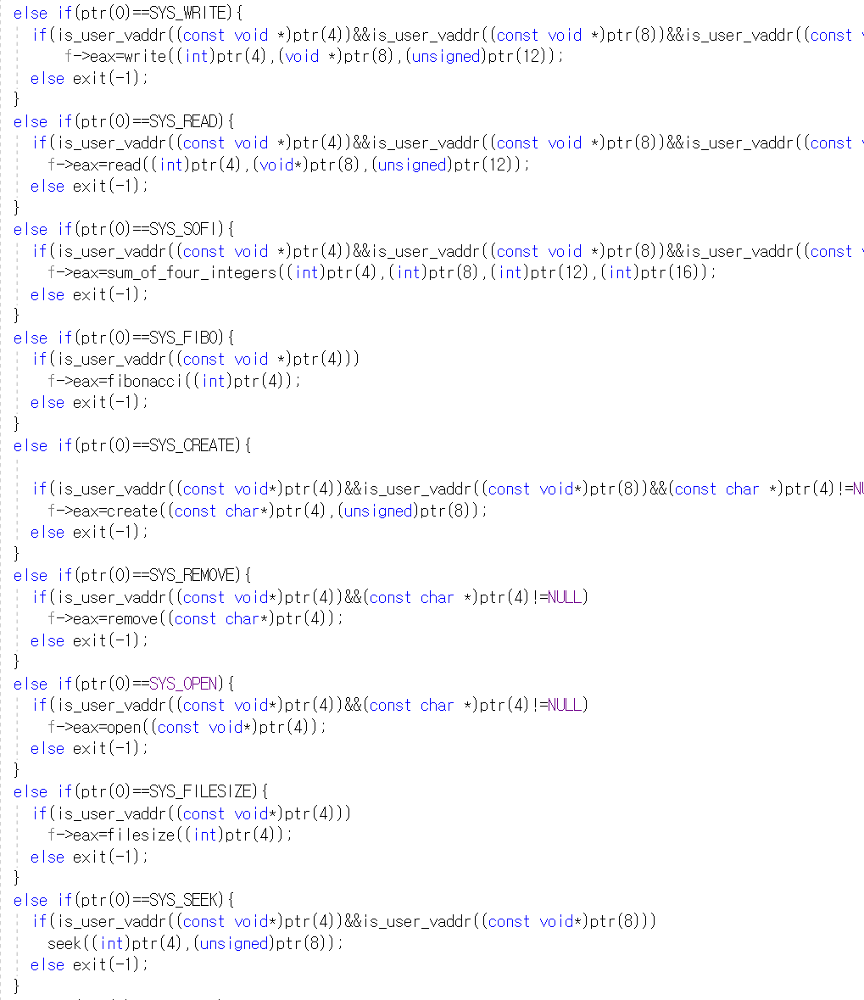 else if(ptr(0)==SYS_WRITE){
if(is_user_vaddr((const void *)ptr(4))&&is_user_vaddr((const void *)ptr(8))&&is_user_vaddr((const
f->eax=write((int)ptr(4),(void *)ptr(8),(unsigned)ptr(12));
else exit(-1);
}
else if(ptr(0)==SYS_READ){
if(is_user_vaddr((const void *)ptr(4))&&is_user_vaddr((const void *)ptr(8))&&is_user_vaddr((const
f->eax=read((int)ptr(4),(void*)ptr(8),(unsigned)ptr(12));
else exit(-1);
}
else if(ptr(0)==SYS_SOFI){
if(is_user_vaddr((const void *)ptr(4))&&is_user_vaddr((const void *)ptr(8))&&is_user_vaddr((const
f->eax=sum_of_four_integers((int)ptr(4),(int)ptr(8),(int)ptr(12),(int)ptr(16));
else exit(-1);
}
else if(ptr(0)==SYS_FIBO){
if(is_user_vaddr((const void *)ptr(4)))
f->eax=fibonacci((int)ptr(4));
else exit(-1);
}
else if(ptr(0)==SYS_CREATE){
if(is_user_vaddr((const void*)ptr(4))&&is_user_vaddr((const void*)ptr(8))&&(const char *)ptr(4)!=
f->eax=create((const char*)ptr(4),(unsigned)ptr(8));
else exit(-1);
}
else if(ptr(0)==SYS_REMOVE){
if(is_user_vaddr((const void*)ptr(4))&&(const char *)ptr(4)!=NULL)
f->eax=remove((const char*)ptr(4));
else exit(-1);
}
else if(ptr(0)==SYS_OPEN){
if(is_user_vaddr((const void*)ptr(4))&&(const char *)ptr(4)!=NULL)
f->eax=open((const void*)ptr(4));
else exit(-1);
}
else if(ptr(0)==SYS_FILESIZE){
if(is_user_vaddr((const void*)ptr(4)))
f->eax=filesize((int)ptr(4));
else exit(-1);
}
else if(ptr(0)==SYS_SEEK){
if(is_user_vaddr((const void*)ptr(4))&&is_user_vaddr((const void*)ptr(8)))
seek((int)ptr(4),(unsigned)ptr(8));
else exit(-1);
}